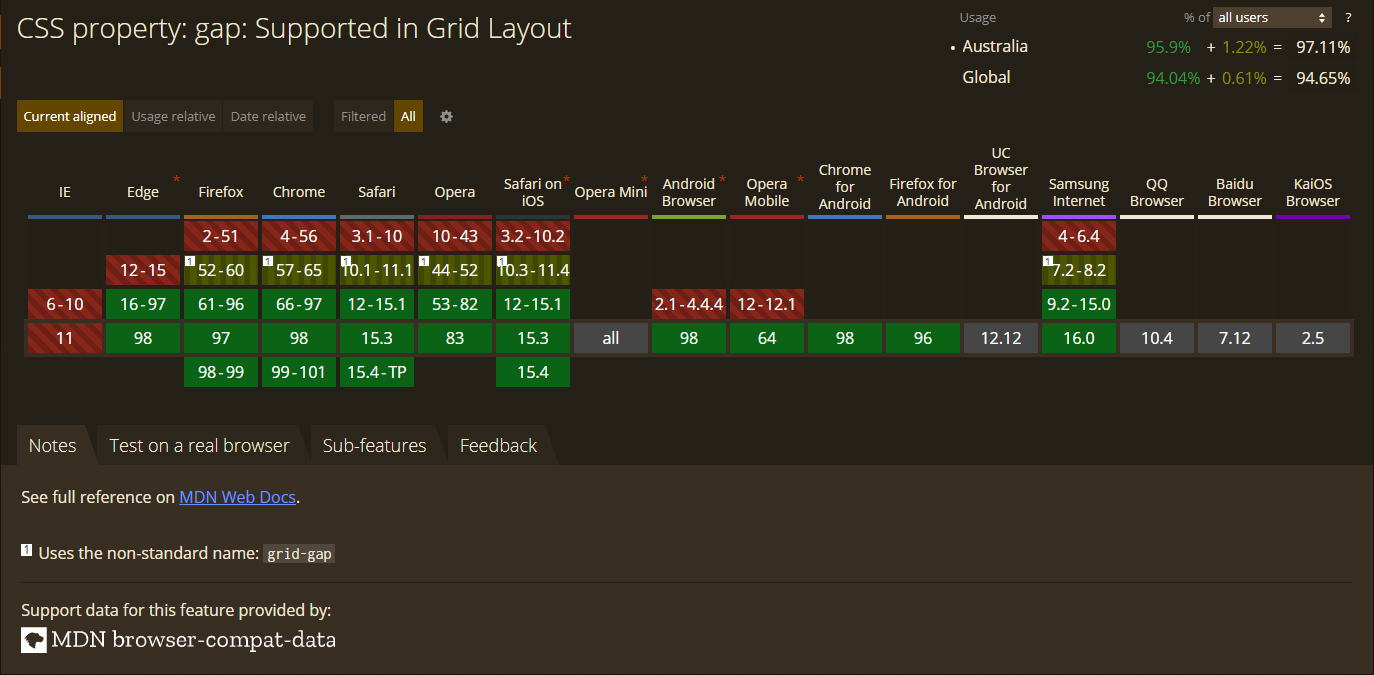 CSS property: gap: Supported in Grid Layout
Usage % of all users ?
• Australia 95.9% + 1.22% = 97.11%
Global 94.04% + 0.61% = 94.65%
Current aligned Usage relative Date relative Filtered All
IE Edge * Firefox Chrome Safari Opera Safari on iOS * Opera Mini * Android Browser * Opera Mobile * Chrome for Android Firefox for Android UC Browser for Android Samsung Internet QQ Browser Baidu Browser KaiOS Browser
2-51 4-56 3.1-10 10-43 3.2-10.2 4-6.4
12-15 1 52-60 1 57-65 1 10.1-11.1 1 44-52 1 10.3-11.4 1 7.2-8.2
6-10 16-97 61-96 66-97 12-15.1 53-82 12-15.1 2.1-4.4.4 12-12.1 9.2-15.0
11 98 97 98 15.3 83 15.3 all 98 64 98 96 12.12 16.0 10.4 7.12 2.5
98-99 99-101 15.4-TP 15.4
Notes Test on a real browser Sub-features Feedback
See full reference on MDN Web Docs.
1 Uses the non-standard name: grid-gap
Support data for this feature provided by:
MDN browser-compat-data